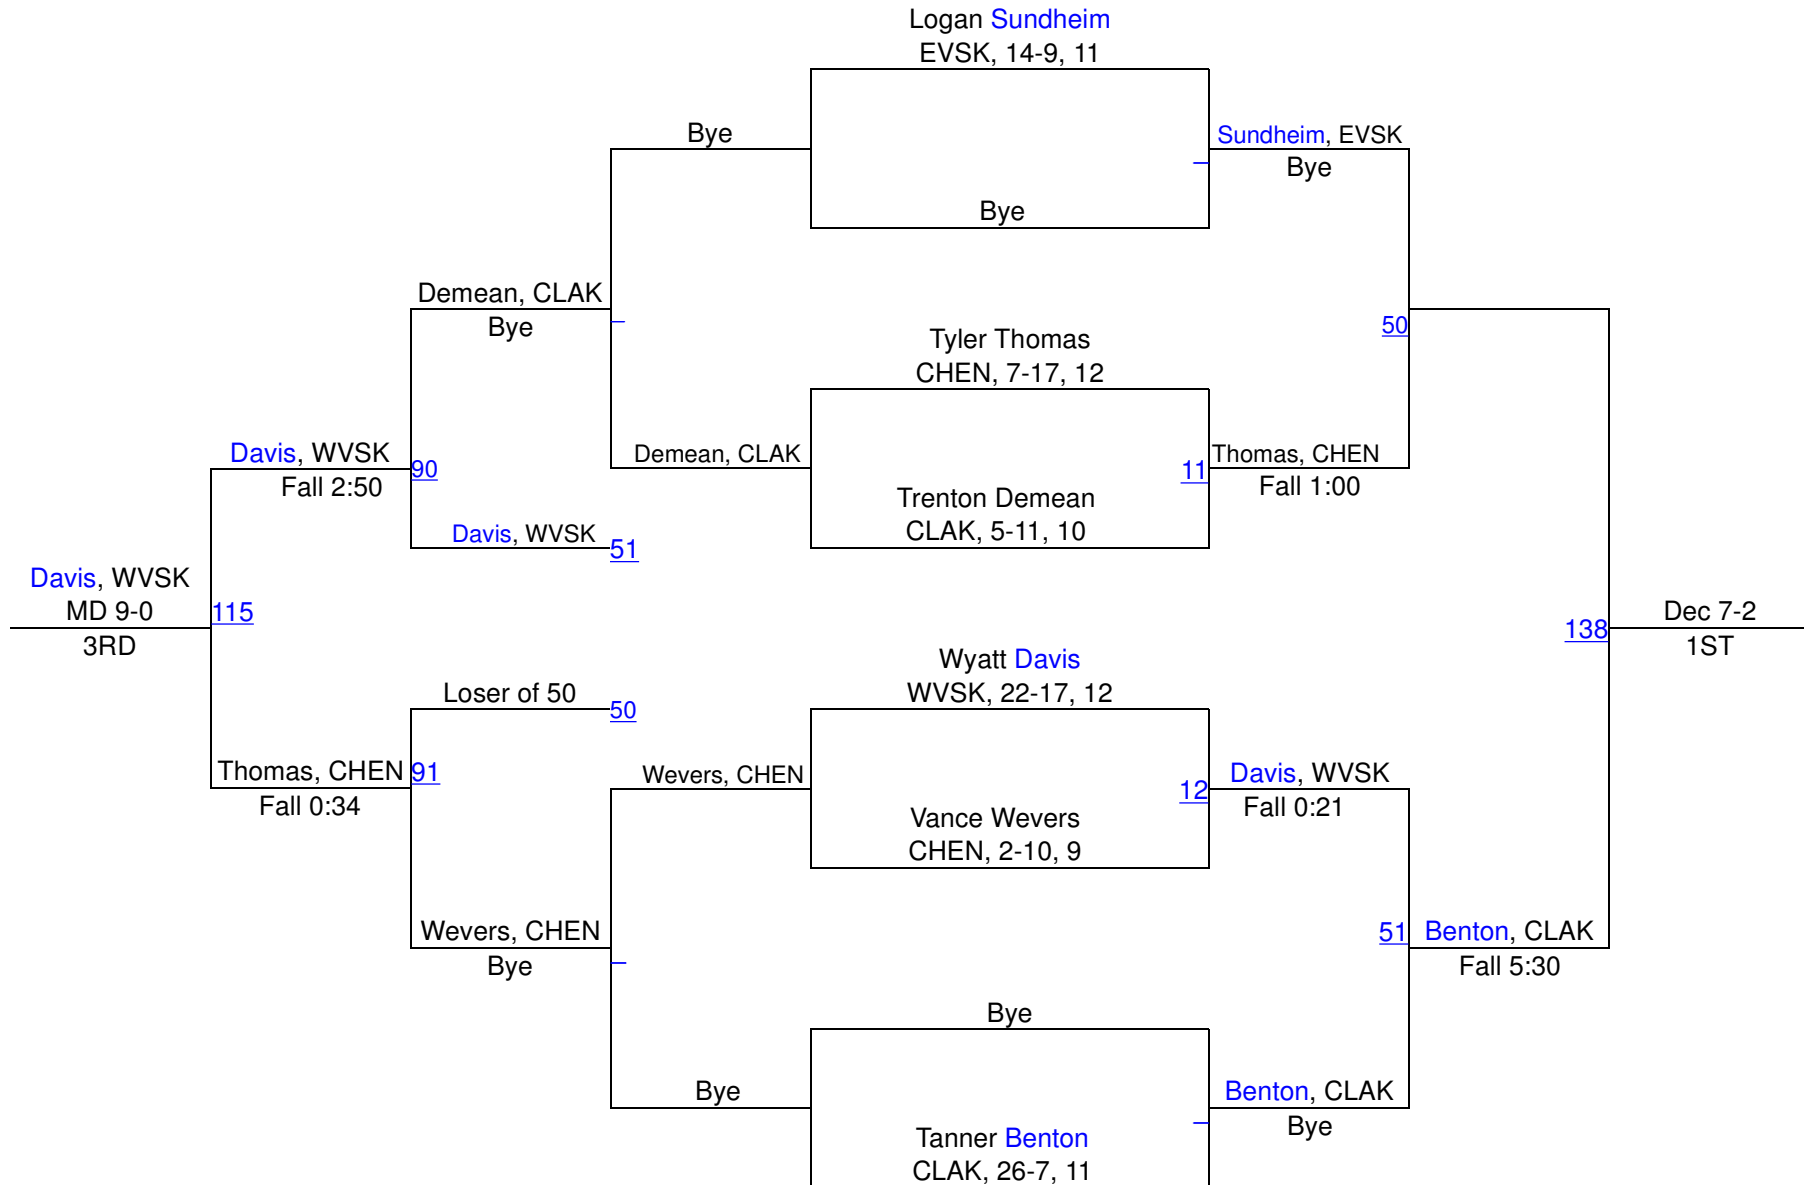 Logan Sundheim
EVSK, 14-9, 11
Bye
Sundheim, EVSK
Bye
Bye
Demean, CLAK
Bye
Tyler Thomas
CHEN, 7-17, 12
50
Davis, WVSK
Fall 2:50
90
Demean, CLAK
11
Thomas, CHEN
Fall 1:00
Trenton Demean
CLAK, 5-11, 10
Davis, WVSK
51
Davis, WVSK
MD 9-0
3RD
115
138
Dec 7-2
1ST
Wyatt Davis
WVSK, 22-17, 12
Loser of 50
50
Thomas, CHEN
Fall 0:34
91
Wevers, CHEN
12
Davis, WVSK
Fall 0:21
Vance Wevers
CHEN, 2-10, 9
Wevers, CHEN
Bye
51
Benton, CLAK
Fall 5:30
Bye
Bye
Benton, CLAK
Bye
Tanner Benton
CLAK, 26-7, 11